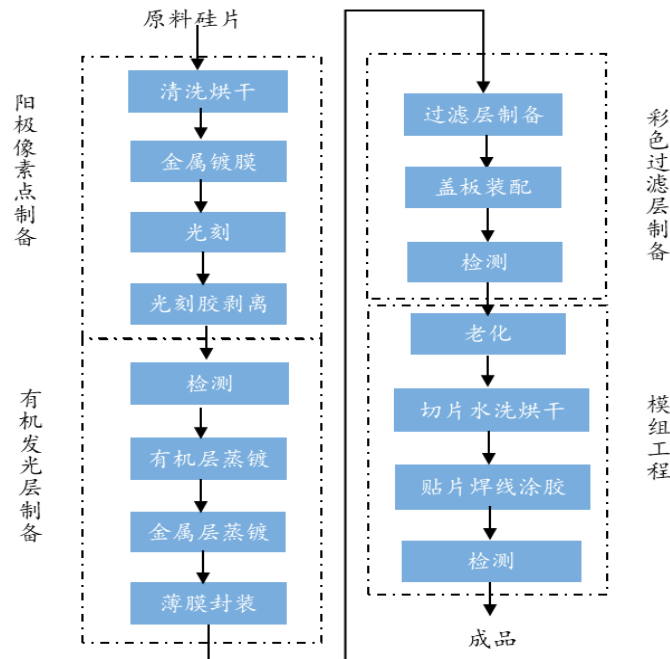 原料硅片
阳极像素点制备
清洗烘干
金属镀膜
光刻
光刻胶剥离
有机发光层制备
检测
有机层蒸镀
金属层蒸镀
薄膜封装
彩色过滤层制备
过滤层制备
盖板装配
检测
模组工程
老化
切片水洗烘干
贴片焊线涂胶
检测
成品